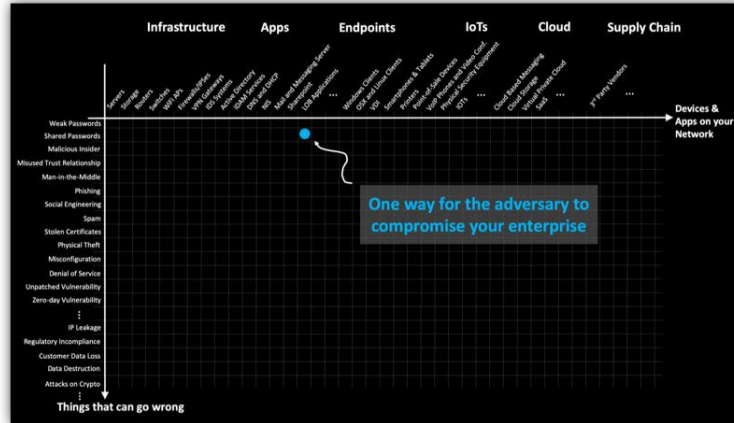 Infrastructure Apps Endpoints IoTs Cloud Supply Chain
Servers
Storage
Routers
Switches
WiFi APs
Firewalls/IPSes
VPN Gateways
IDS Systems
Active Directory
IDAM Services
DNS and DHCP
NIS
Mail and Messaging Server
Sharepoint
LOB Applications
...
Windows Clients
OSX and Linux Clients
VDI
Smartphones & Tablets
Printers
Point-of-Sale Devices
VoIP Phones and Video Conf.
Physical Security Equipment
IOTs
...
Cloud Based Messaging
Cloud Storage
Virtual Private Cloud
SaaS
...
3rd Party Vendors
...
Devices &
Apps on your
Network
Weak Passwords
Shared Passwords
Malicious Insider
Misused Trust Relationship
Man-in-the-Middle
Phishing
Social Engineering
Spam
Stolen Certificates
Physical Theft
Misconfiguration
Denial of Service
Unpatched Vulnerability
Zero-day Vulnerability
...
IP Leakage
Regulatory Incompliance
Customer Data Loss
Data Destruction
Attacks on Crypto
...
Things that can go wrong
One way for the adversary to
compromise your enterprise